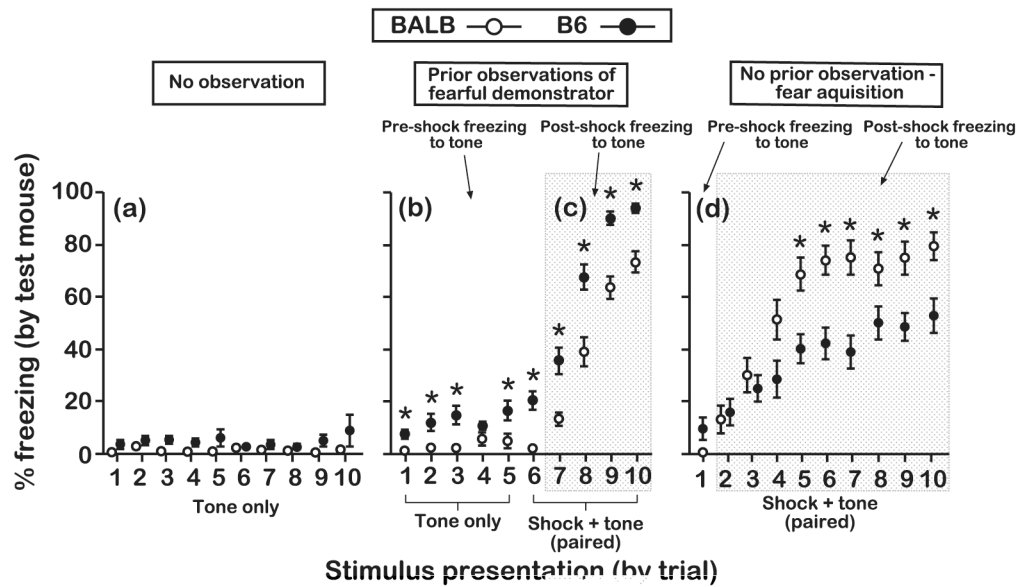 BALB B6
No observation
Prior observations of
fearful demonstrator
No prior observation -
fear aquisition
Pre-shock freezing
to tone
Post-shock freezing
to tone
Pre-shock freezing
to tone
Post-shock freezing
to tone
% freezing (by test mouse)
100
80
60
40
20
0
(a)
(b)
(c)
(d)
* * * * * * * * *
* * * * * *
1 2 3 4 5 6 7 8 9 10
1 2 3 4 5 6 7 8 9 10
1 2 3 4 5 6 7 8 9 10
Tone only
Tone only
Shock + tone
(paired)
Shock + tone
(paired)
Stimulus presentation (by trial)